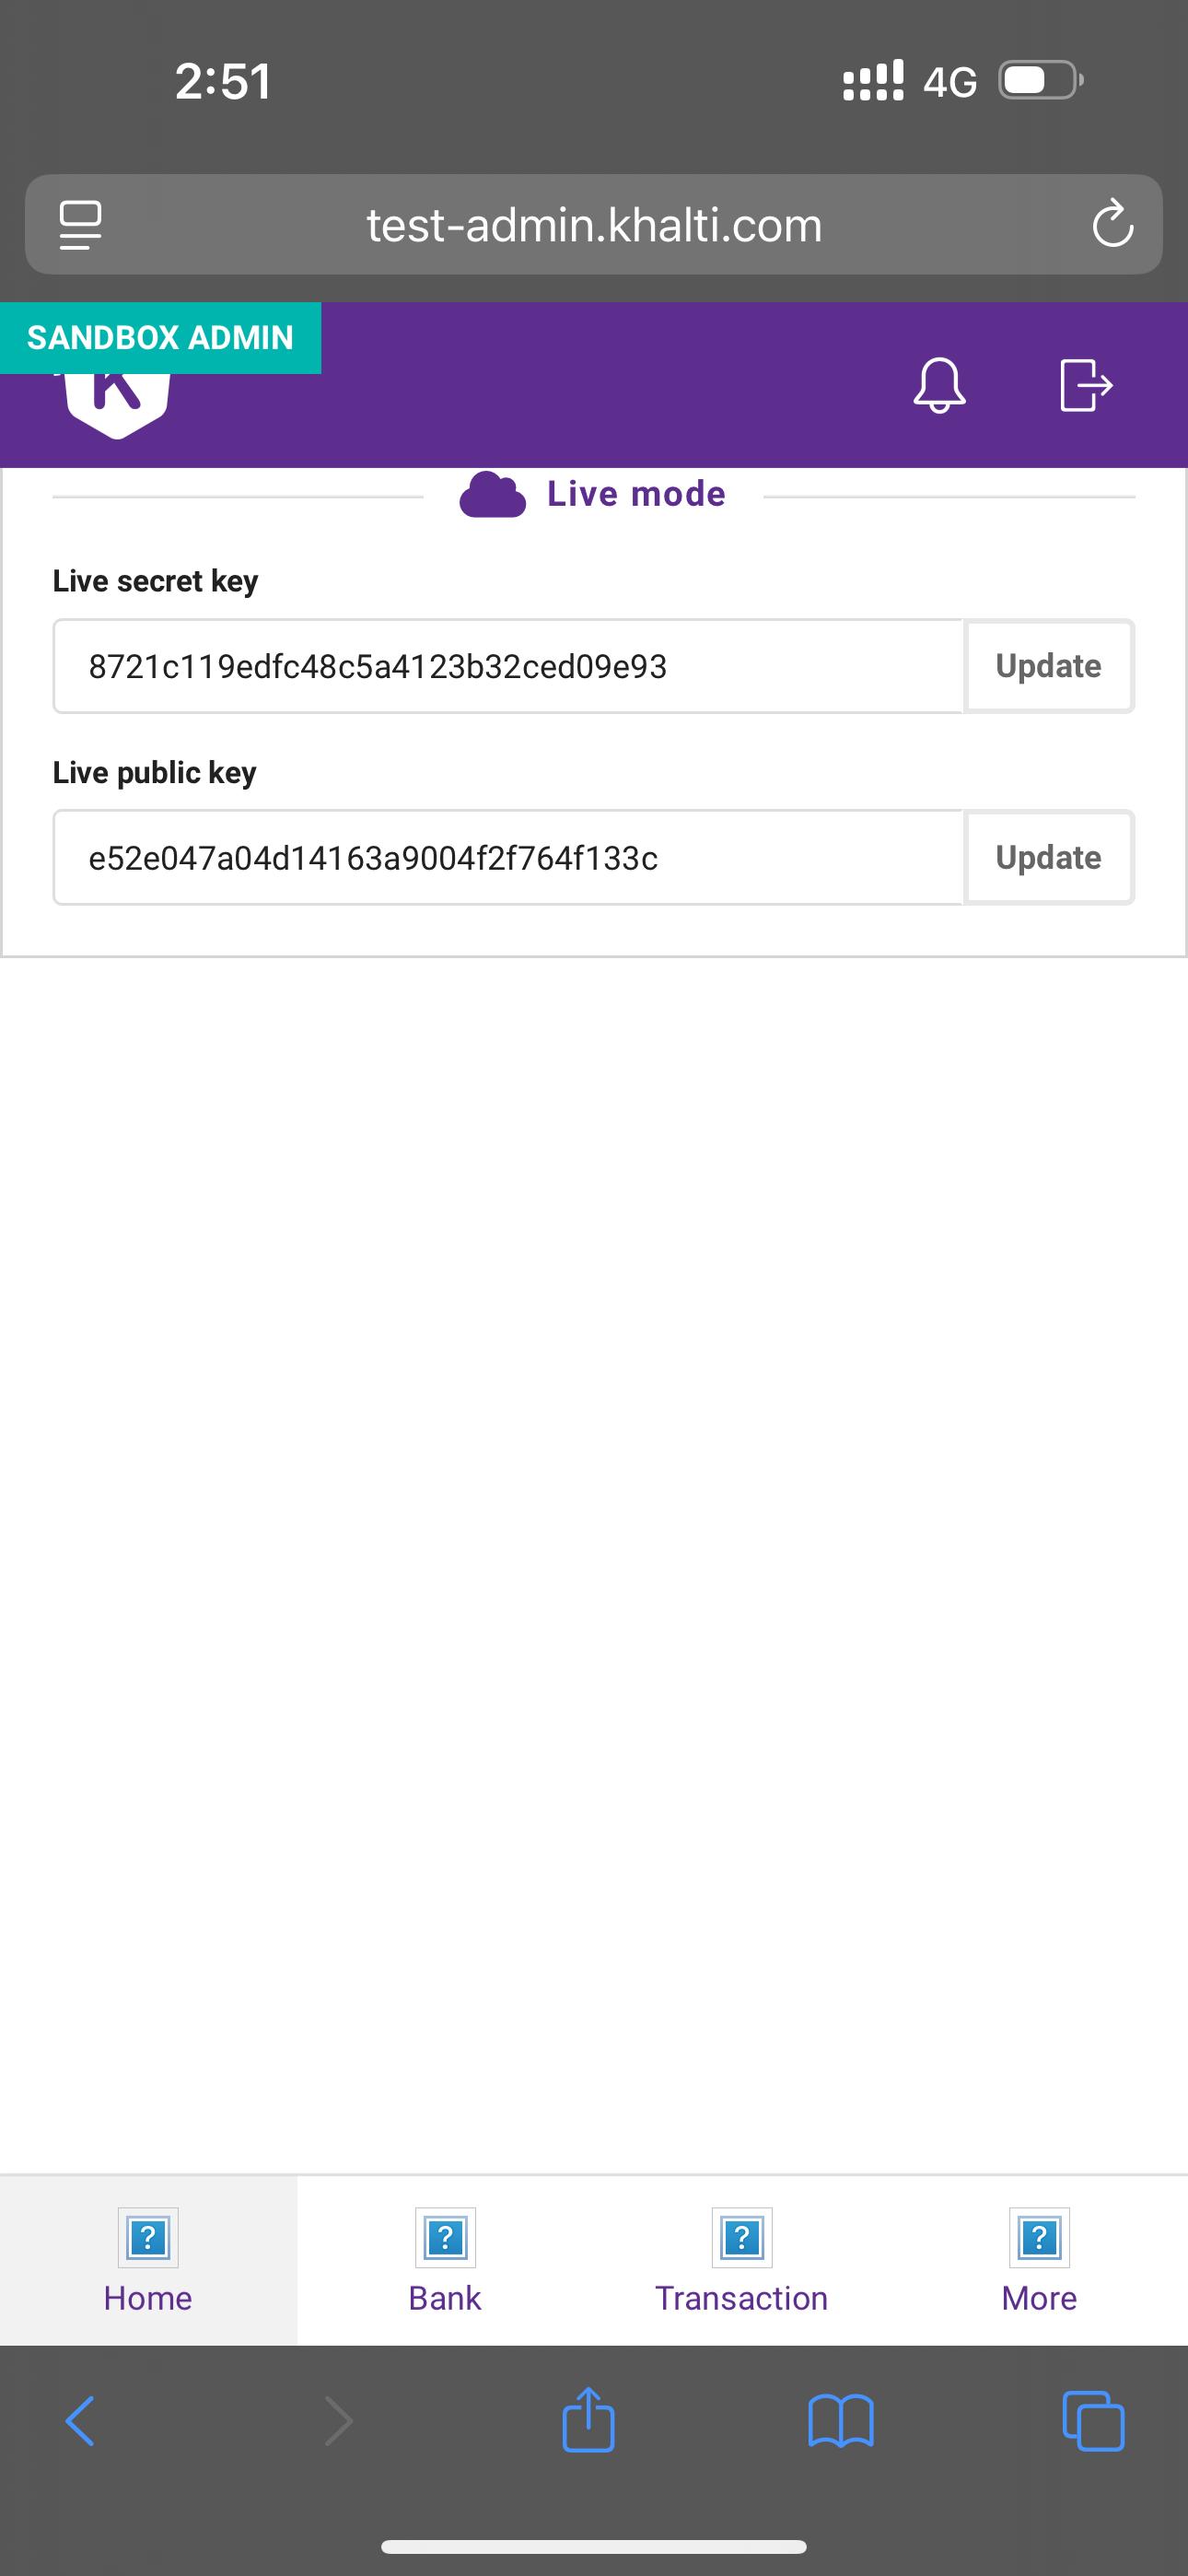 2:51
4G
test-admin.khalti.com
SANDBOX ADMIN
K
Live mode
Live secret key
8721c119edfc48c5a4123b32ced09e93
Update
Live public key
e52e047a04d14163a9004f2f764f133c
Update
Home
Bank
Transaction
More